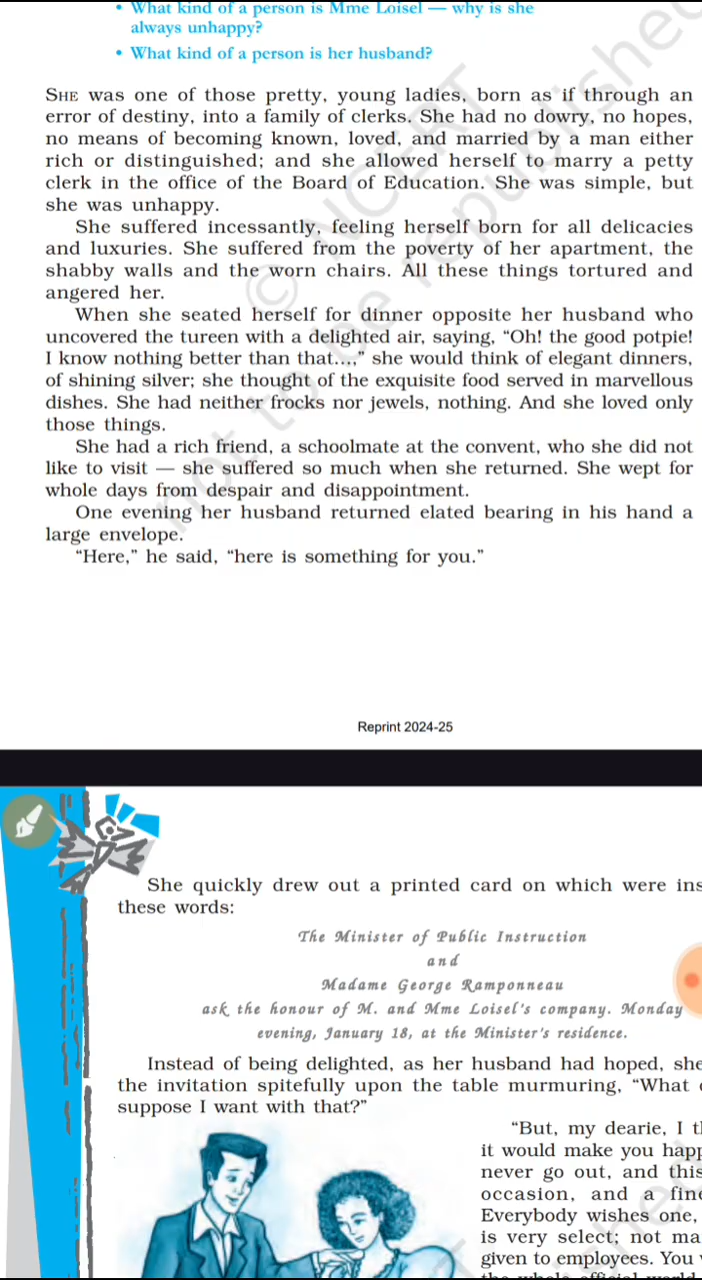 • What kind of a person is Mme Loisel — why is she
always unhappy?
• What kind of a person is her husband?
SHE was one of those pretty, young ladies, born as if through an
error of destiny, into a family of clerks. She had no dowry, no hopes,
no means of becoming known, loved, and married by a man either
rich or distinguished; and she allowed herself to marry a petty
clerk in the office of the Board of Education. She was simple, but
she was unhappy.
She suffered incessantly, feeling herself born for all delicacies
and luxuries. She suffered from the poverty of her apartment, the
shabby walls and the worn chairs. All these things tortured and
angered her.
When she seated herself for dinner opposite her husband who
uncovered the tureen with a delighted air, saying, “Oh! the good potpie!
I know nothing better than that...,” she would think of elegant dinners,
of shining silver; she thought of the exquisite food served in marvellous
dishes. She had neither frocks nor jewels, nothing. And she loved only
those things.
She had a rich friend, a schoolmate at the convent, who she did not
like to visit — she suffered so much when she returned. She wept for
whole days from despair and disappointment.
One evening her husband returned elated bearing in his hand a
large envelope.
“Here,” he said, “here is something for you.”
© NCERT
not to be republished
Reprint 2024-25
She quickly drew out a printed card on which were ins
these words:
The Minister of Public Instruction
and
Madame George Ramponneau
ask the honour of M. and Mme Loisel's company. Monday
evening, January 18, at the Minister's residence.
Instead of being delighted, as her husband had hoped, she
the invitation spitefully upon the table murmuring, “What
suppose I want with that?”
“But, my dearie, I
it would make you
never go out, and this
occasion, and a
Everybody wishes one,
is very select; not
given to employees. You
the whole official world